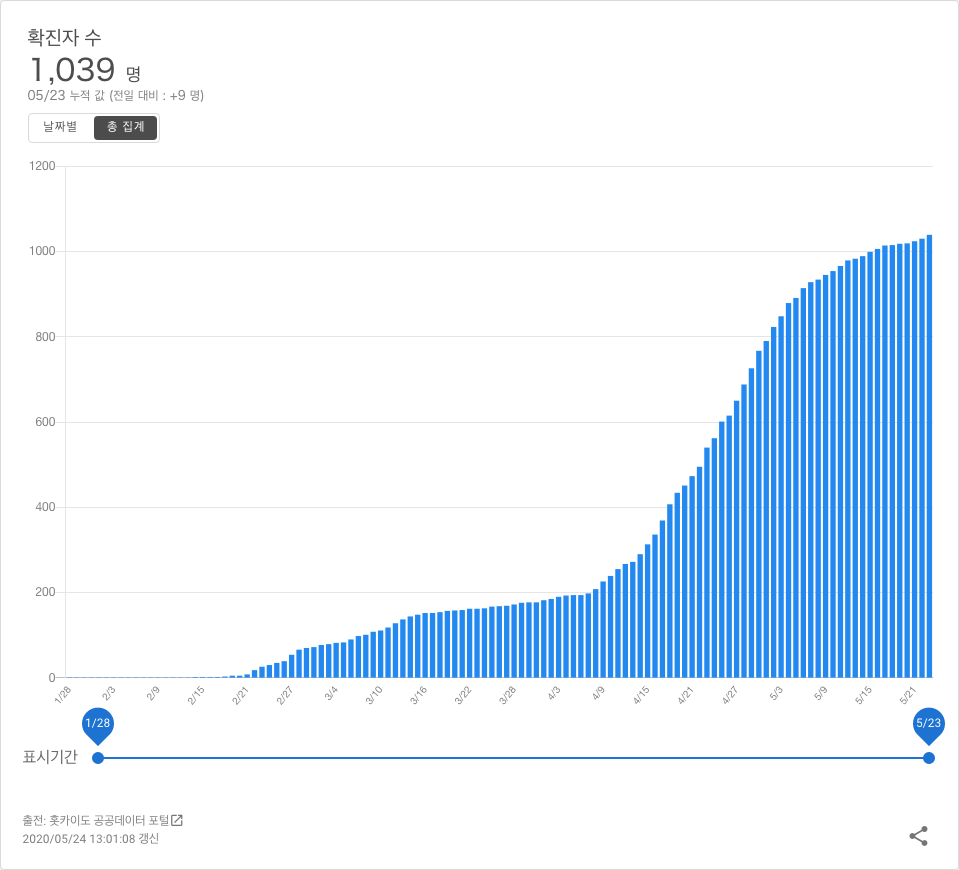 확진자 수
1,039 명
05/23 누적 값 (전일 대비 : +9 명)
날짜별 총 집계
1200
1000
800
600
400
200
0
1/28 2/3 2/9 2/15 2/21 2/27 3/4 3/10 3/16 3/22 3/28 4/3 4/9 4/15 4/21 4/27 5/3 5/9 5/15 5/21
1/28 5/23
표시기간
출전: 홋카이도 공공데이터 포털
2020/05/24 13:01:08 갱신